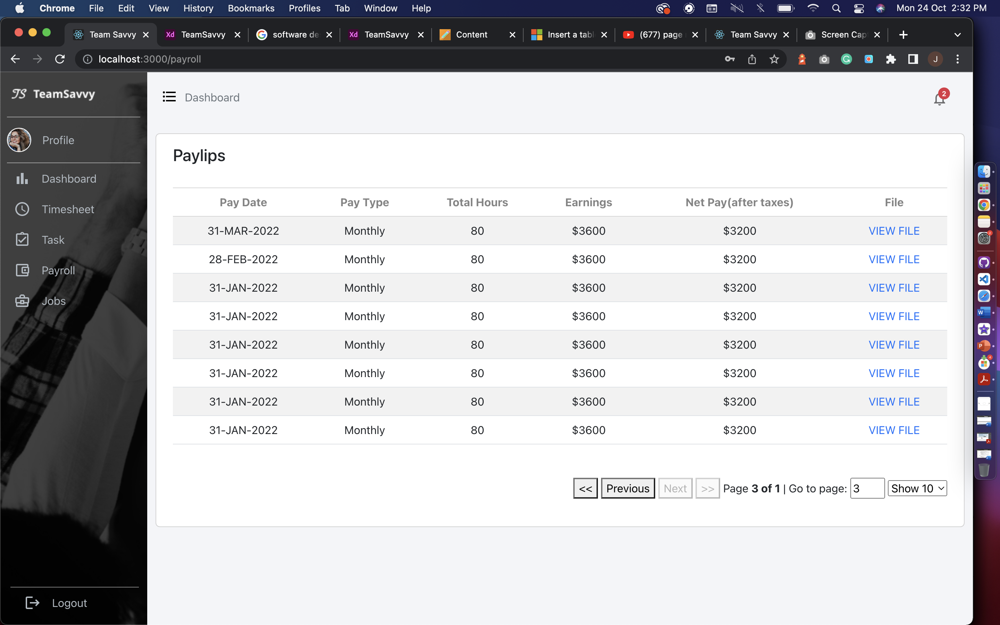 Chrome File Edit View History Bookmarks Profiles Tab Window Help Mon 24 Oct 2:32 PM
Team Savvy Xd TeamSavvy software de Xd TeamSavvy Content Insert a tabl (677) page Team Savvy Screen Cap
localhost:3000/payroll G J
TS TeamSavvy
Dashboard 2
Profile
Paylips
Dashboard
Timesheet
Task
Payroll
Jobs
Logout
Pay Date Pay Type Total Hours Earnings Net Pay(after taxes) File
31-MAR-2022 Monthly 80 $3600 $3200 VIEW FILE
28-FEB-2022 Monthly 80 $3600 $3200 VIEW FILE
31-JAN-2022 Monthly 80 $3600 $3200 VIEW FILE
31-JAN-2022 Monthly 80 $3600 $3200 VIEW FILE
31-JAN-2022 Monthly 80 $3600 $3200 VIEW FILE
31-JAN-2022 Monthly 80 $3600 $3200 VIEW FILE
31-JAN-2022 Monthly 80 $3600 $3200 VIEW FILE
31-JAN-2022 Monthly 80 $3600 $3200 VIEW FILE
<< Previous Next >> Page 3 of 1 | Go to page: 3 Show 10
2
W
P
4